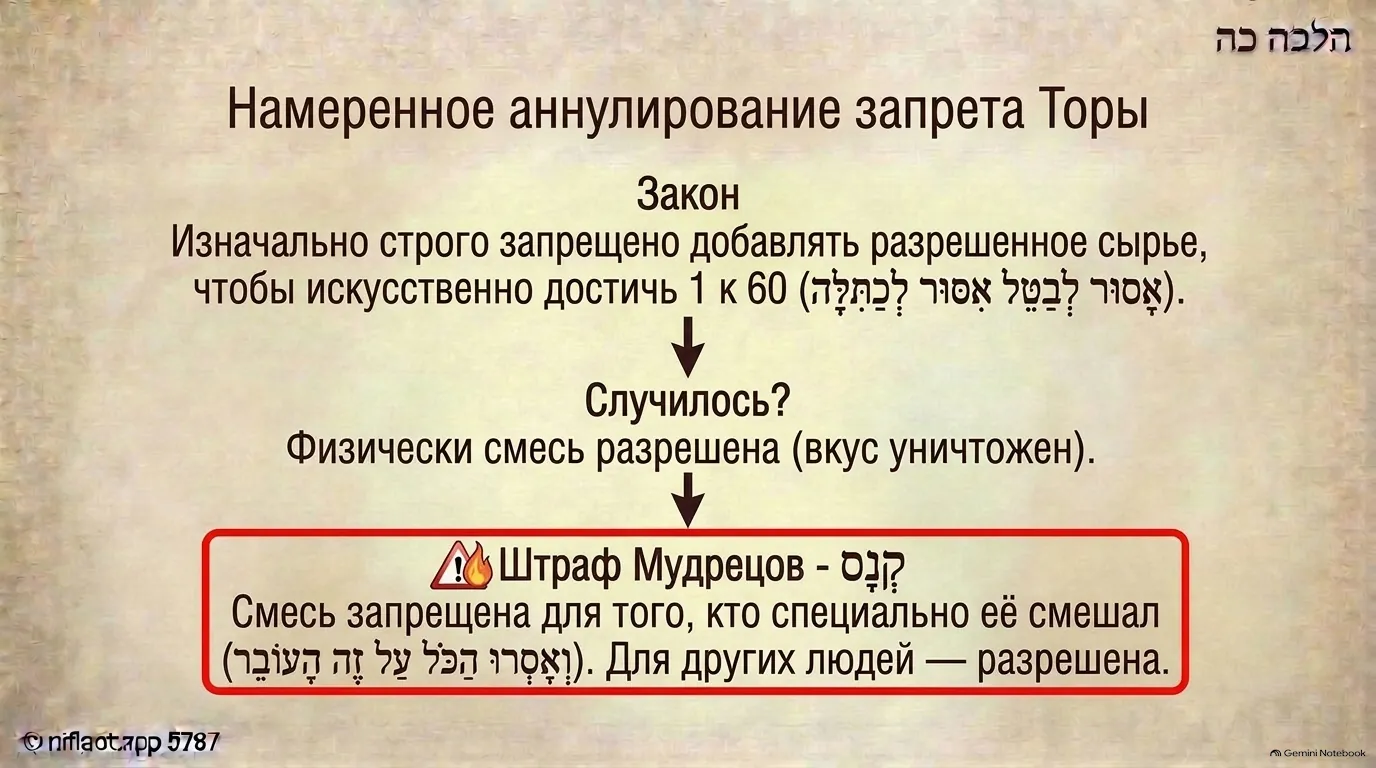 הלכה כה
Намеренное аннулирование запрета Торы
Закон
Изначально строго запрещено добавлять разрешенное сырье,
чтобы искусственно достичь 1 к 60 (אָסוּר לְבַטֵּל אִסּוּר לְכַתִּלָּה).
Случилось?
Физически смесь разрешена (вкус уничтожен).
Штраф Мудрецов - קְנָס
Смесь запрещена для того, кто специально её смешал
(וְאָסְרוּ הַכֹּל עַל זֶה הָעוֹבֵר). Для других людей — разрешена.
© niflaot.app 5787
Gemini Notebook